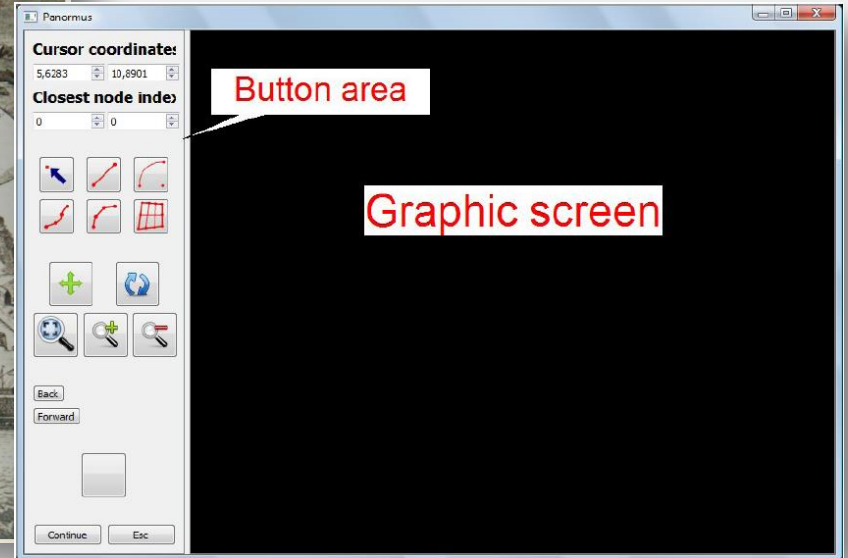 Panormus
Cursor coordinates
5,6283 10,8901
Closest node index
0 0
Button area
Graphic screen
Back
Forward
Continue Esc